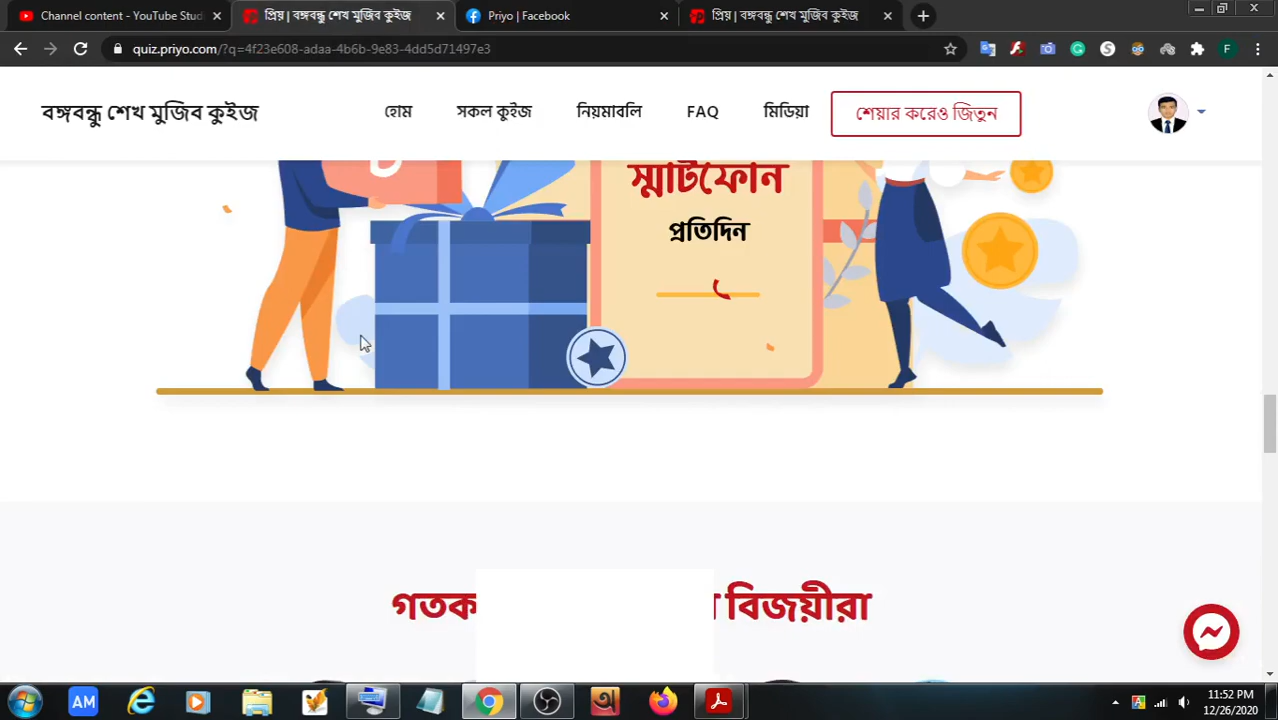 Channel content - YouTube Stud
প্রিয় | বঙ্গবন্ধু শেখ মুজিব কুইজ
Priyo | Facebook
প্রিয় | বঙ্গবন্ধু শেখ মুজিব কুইজ
quiz.priyo.com/?q=4f23e608-adaa-4b6b-9e83-4dd5d71497e3
বঙ্গবন্ধু শেখ মুজিব কুইজ
হোম
সকল কুইজ
নিয়মাবলি
FAQ
মিডিয়া
শেয়ার করেও জিতুন
স্মার্টফোন
প্রতিদিন
বিজয়ীরা
11:52 PM
12/26/2020
AM
F